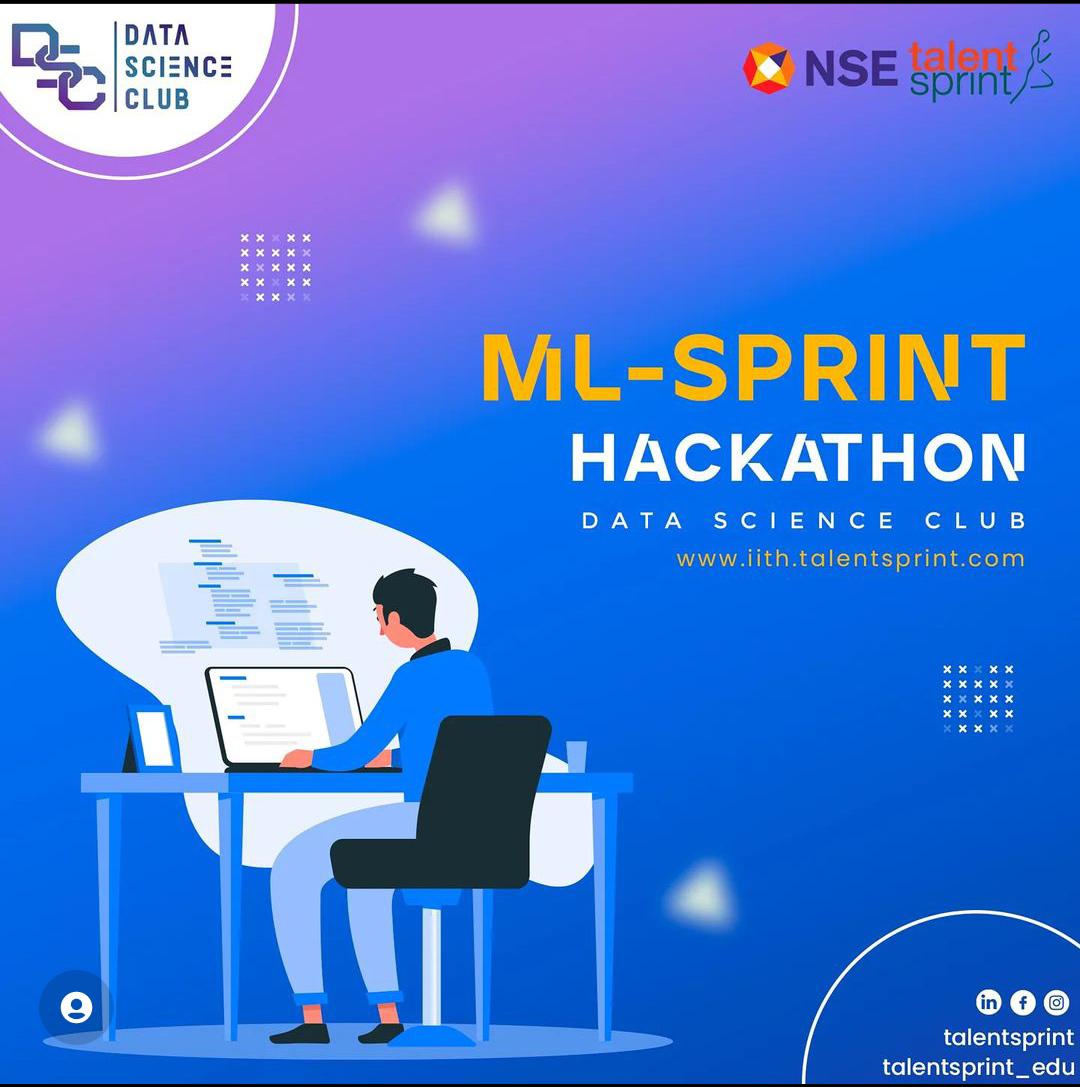 DSC
DATA
SCIENCE
CLUB
NSE
talent
sprint
ML-SPRINT
HACKATHON
DATA SCIENCE CLUB
www.iith.talentsprint.com
talentsprint
talentsprint_edu